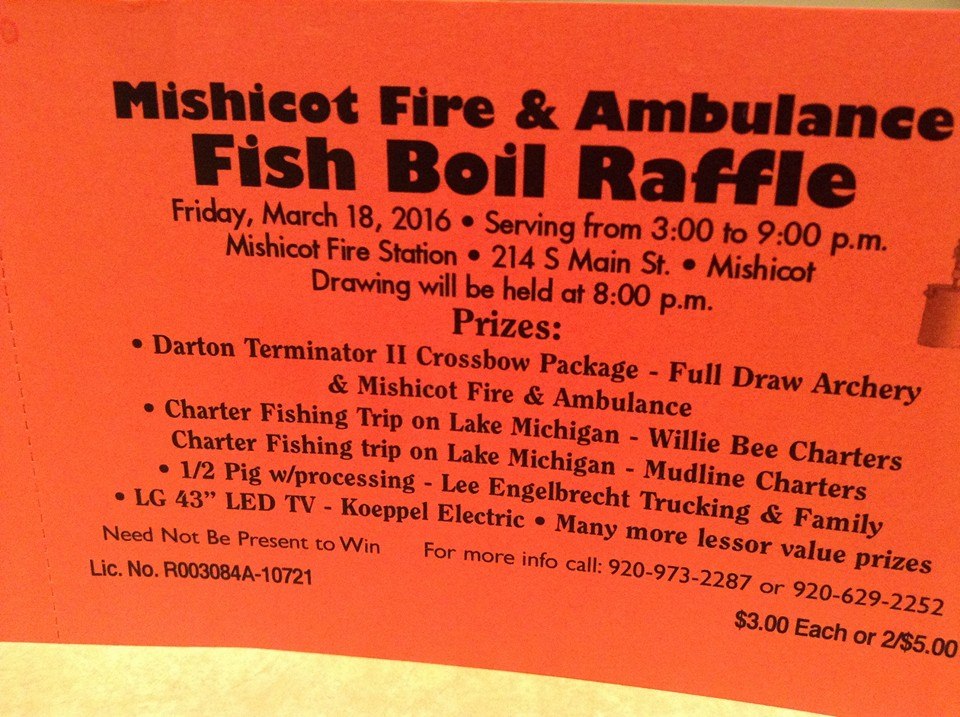 Mishicot Fire & Ambulance
Fish Boil Raffle
Friday, March 18, 2016 • Serving from 3:00 to 9:00 p.m.
Mishicot Fire Station • 214 S Main St. • Mishicot
Drawing will be held at 8:00 p.m.
Prizes:
• Darton Terminator II Crossbow Package - Full Draw Archery
& Mishicot Fire & Ambulance
• Charter Fishing Trip on Lake Michigan - Willie Bee Charters
Charter Fishing trip on Lake Michigan - Mudline Charters
• 1/2 Pig w/processing - Lee Engelbrecht Trucking & Family
• LG 43” LED TV - Koeppel Electric • Many more lessor value prizes
Need Not Be Present to Win For more info call: 920-973-2287 or 920-629-2252
Lic. No. R003084A-10721
$3.00 Each or 2/$5.00